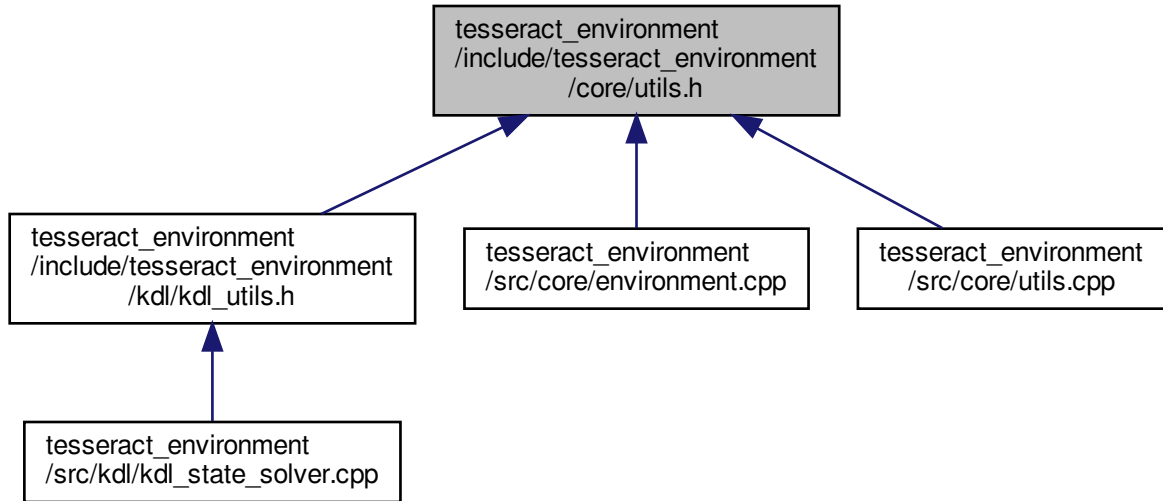 tesseract_environment
/include/tesseract_environment
/core/utils.h
tesseract_environment
/include/tesseract_environment
/kdl/kdl_utils.h
tesseract_environment
/src/core/environment.cpp
tesseract_environment
/src/core/utils.cpp
tesseract_environment
/src/kdl/kdl_state_solver.cpp